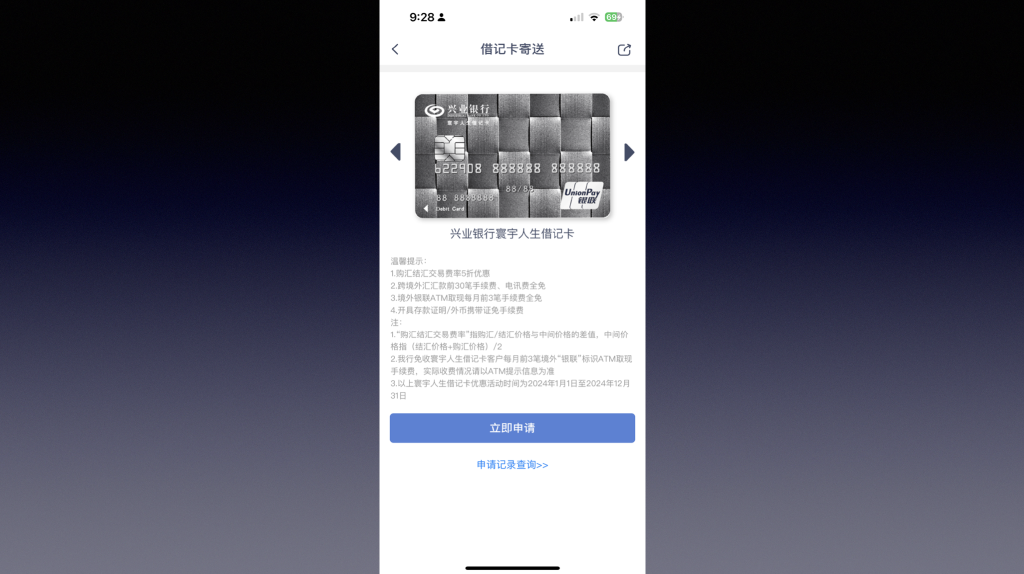 9:28
69
借记卡寄送
兴业银行
寰宇人生借记卡
622908 888888 888888
88/88
88 8888888
Debit Card
UnionPay
银联
兴业银行寰宇人生借记卡
温馨提示：
1.购汇结汇交易费率5折优惠
2.跨境外汇汇款前30笔手续费、电讯费全免
3.境外银联ATM取现每月前3笔手续费全免
4.开具存款证明/外币携带证免手续费
注：
1.“购汇结汇交易费率”指购汇/结汇价格与中间价格的差值，中间价
格指（结汇价格+购汇价格）/2
2.我行免收寰宇人生借记卡客户每月前3笔境外“银联”标识ATM取现
手续费，实际收费情况请以ATM提示信息为准
3.以上寰宇人生借记卡优惠活动时间为2024年1月1日至2024年12月
31日
立即申请
申请记录查询>>